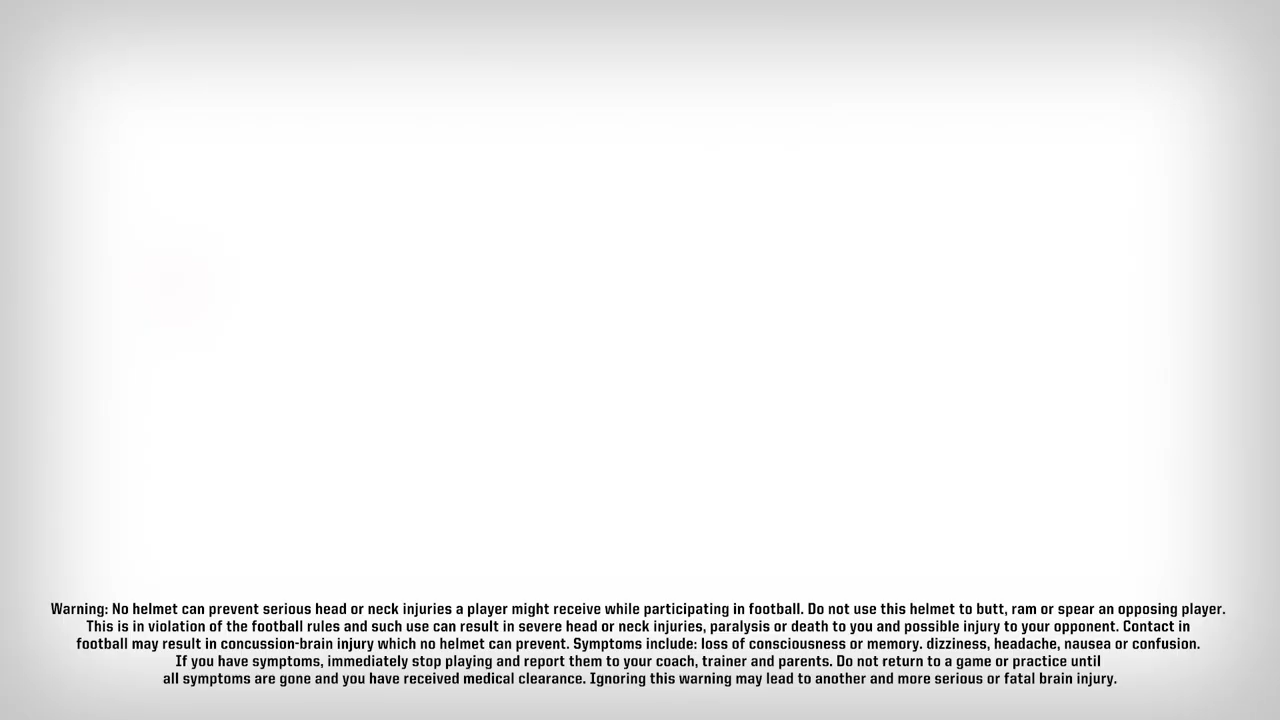 Warning: No helmet can prevent serious head or neck injuries a player might receive while participating in football. Do not use this helmet to butt, ram or spear an opposing player.
This is in violation of the football rules and such use can result in severe head or neck injuries, paralysis or death to you and possible injury to your opponent. Contact in
football may result in concussion-brain injury which no helmet can prevent. Symptoms include: loss of consciousness or memory. dizziness, headache, nausea or confusion.
If you have symptoms, immediately stop playing and report them to your coach, trainer and parents. Do not return to a game or practice until
all symptoms are gone and you have received medical clearance. Ignoring this warning may lead to another and more serious or fatal brain injury.